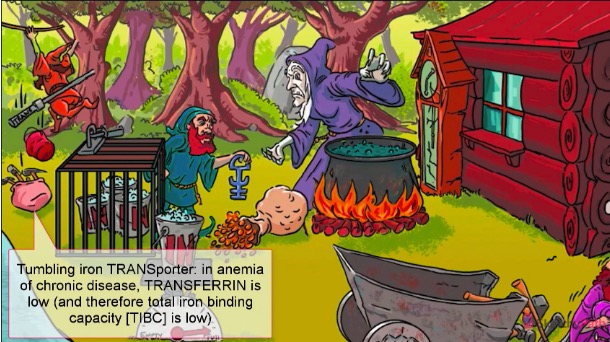 Tumbling iron TRANSporter: in anemia
of chronic disease, TRANSFERRIN is
low (and therefore total iron binding
capacity [TIBC] is low)
EMPTY